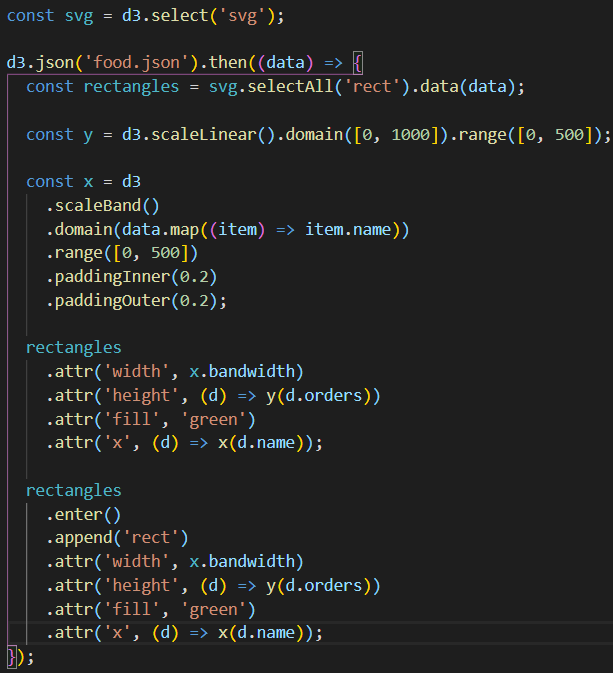 const svg = d3.select('svg');
d3.json('food.json').then((data) => {
const rectangles = svg.selectAll('rect').data(data);
const y = d3.scaleLinear().domain([0, 1000]).range([0, 500]);
const x = d3
.scaleBand()
.domain(data.map((item) => item.name))
.range([0, 500])
.paddingInner(0.2)
.paddingOuter(0.2);
rectangles
.attr('width', x.bandwidth)
.attr('height', (d) => y(d.orders))
.attr('fill', 'green')
.attr('x', (d) => x(d.name));
rectangles
.enter()
.append('rect')
.attr('width', x.bandwidth)
.attr('height', (d) => y(d.orders))
.attr('fill', 'green')
.attr('x', (d) => x(d.name));
});